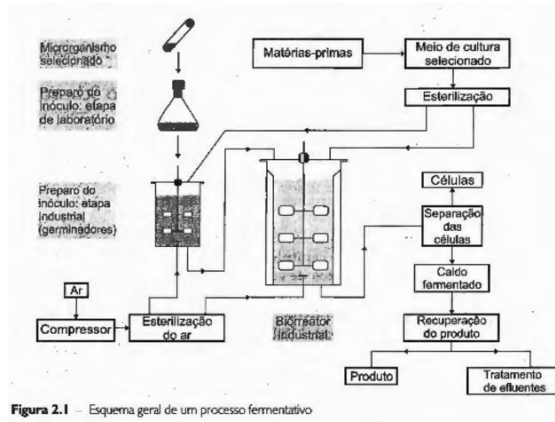 Microrganismo
selecionado
Preparo do
inóculo: etapa
de laboratório
Preparo do
inóculo: etapa
industrial
(germinadores)
Matérias-primas
Meio de cultura
selecionado
Esterilização
Células
Separação
das
células
Caldo
fermentado
Recuperação
do produto
Produto
Tratamento
de efluentes
Ar
Compressor
Esterilização
do ar
Biorreator
industrial
Figura 2.1 – Esquema geral de um processo fermentativo